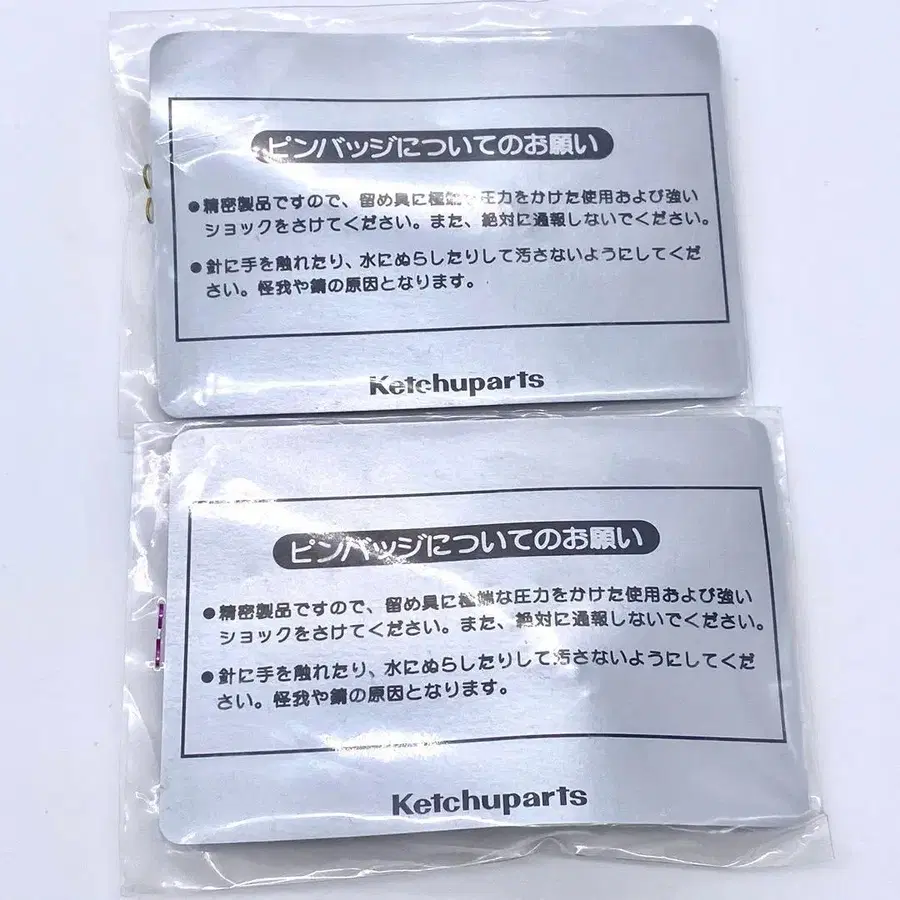 ピンバッジについてのお願い
●精密製品ですので、留め具に極端 圧力をかけた使用および強い
ショックをさけてください。また、絶対に通報しないでください。
●針に手を触れたり、水にぬらしたりして汚さないようにしてくだ
さい。怪我や錆の原因となります。
Ketchuparts
ピンバッジについてのお願い
●精密製品ですので、留め具に極端な圧力をかけた使用および強い
ショックをさけてください。また、絶対に通報しないでください。
●針に手を触れたり、水にぬらしたりして汚さないようにしてくだ
さい。怪我や錆の原因となります。
Ketchuparts